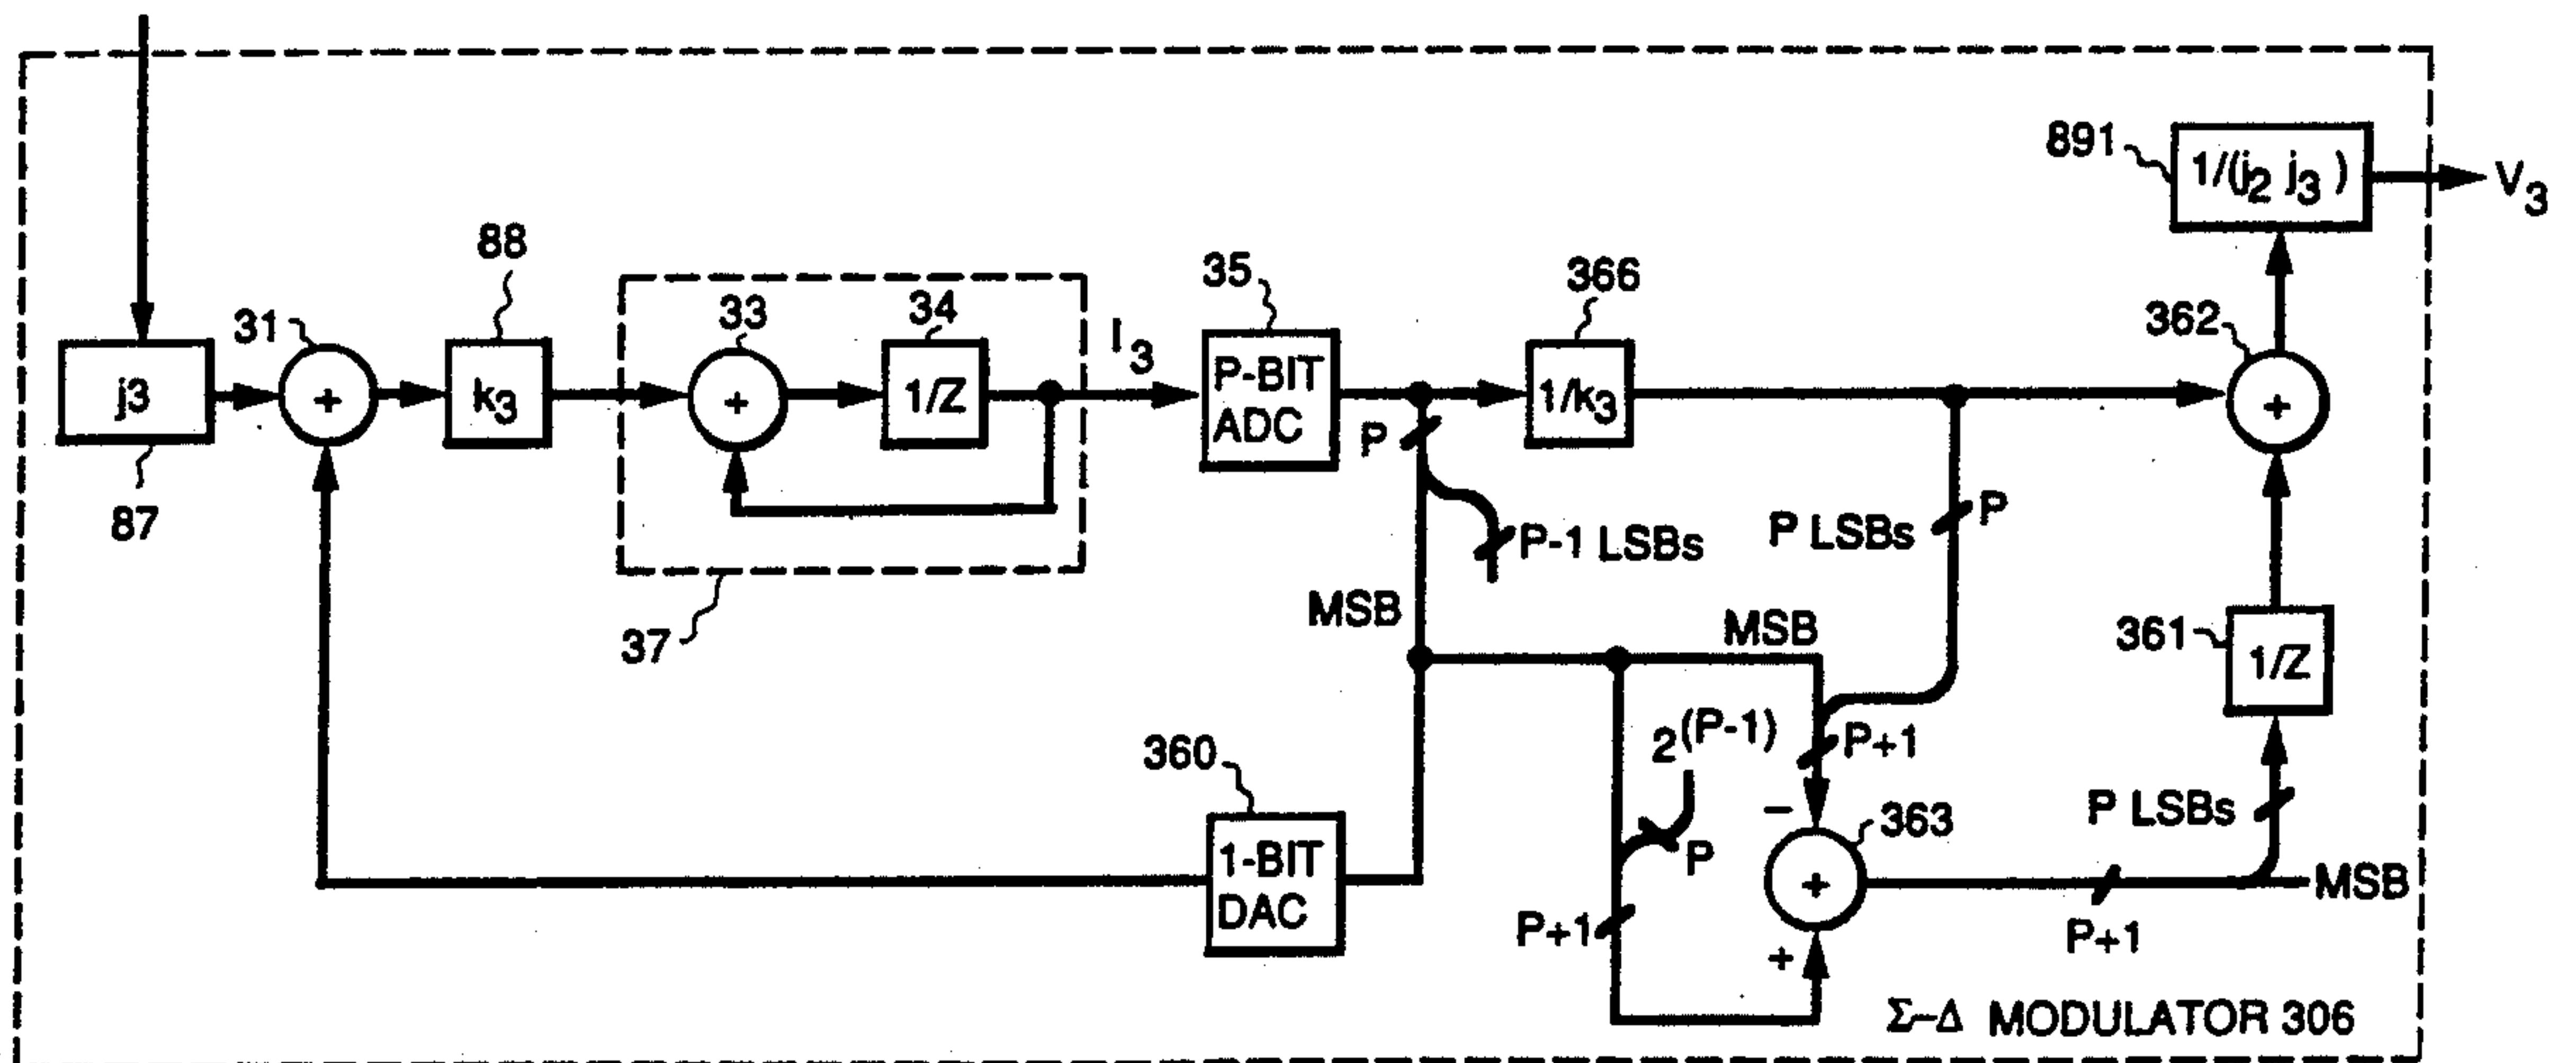 891
1/(j2 j3 )
V3
88
35
366
362
31
33
34
I3
j3
+
k3
+
1/Z
P-BIT
ADC
1/k3
+
P
87
P-1 LSBs
P LSBs
P
MSB
37
MSB
361
1/Z
2(P-1)
P+1
360
–
363
P LSBs
1-BIT
DAC
P
+
MSB
P+1
P+1
+
Σ-Δ MODULATOR 306